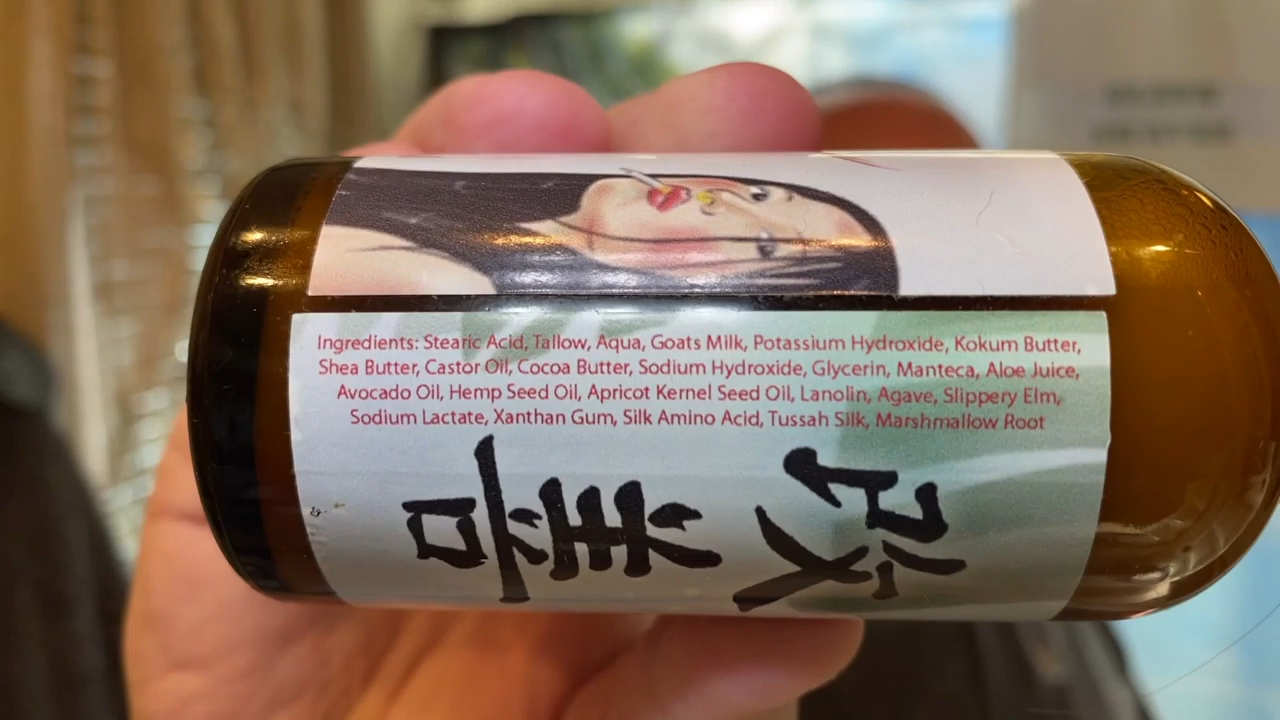 Ingredients: Stearic Acid, Tallow, Aqua, Goats Milk, Potassium Hydroxide, Kokum Butter,
Shea Butter, Castor Oil, Cocoa Butter, Sodium Hydroxide, Glycerin, Manteca, Aloe Juice,
Avocado Oil, Hemp Seed Oil, Apricot Kernel Seed Oil, Lanolin, Agave, Slippery Elm,
Sodium Lactate, Xanthan Gum, Silk Amino Acid, Tussah Silk, Marshmallow Root